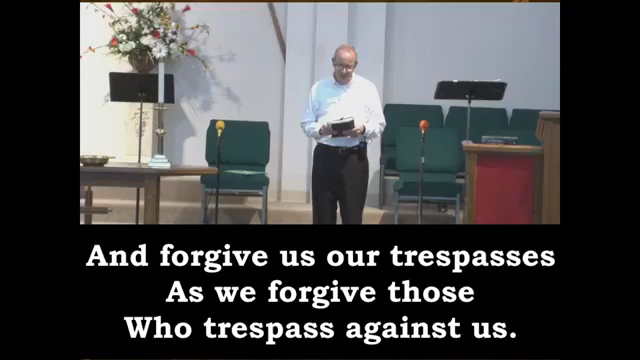 And forgive us our trespasses
As we forgive those
Who trespass against us.